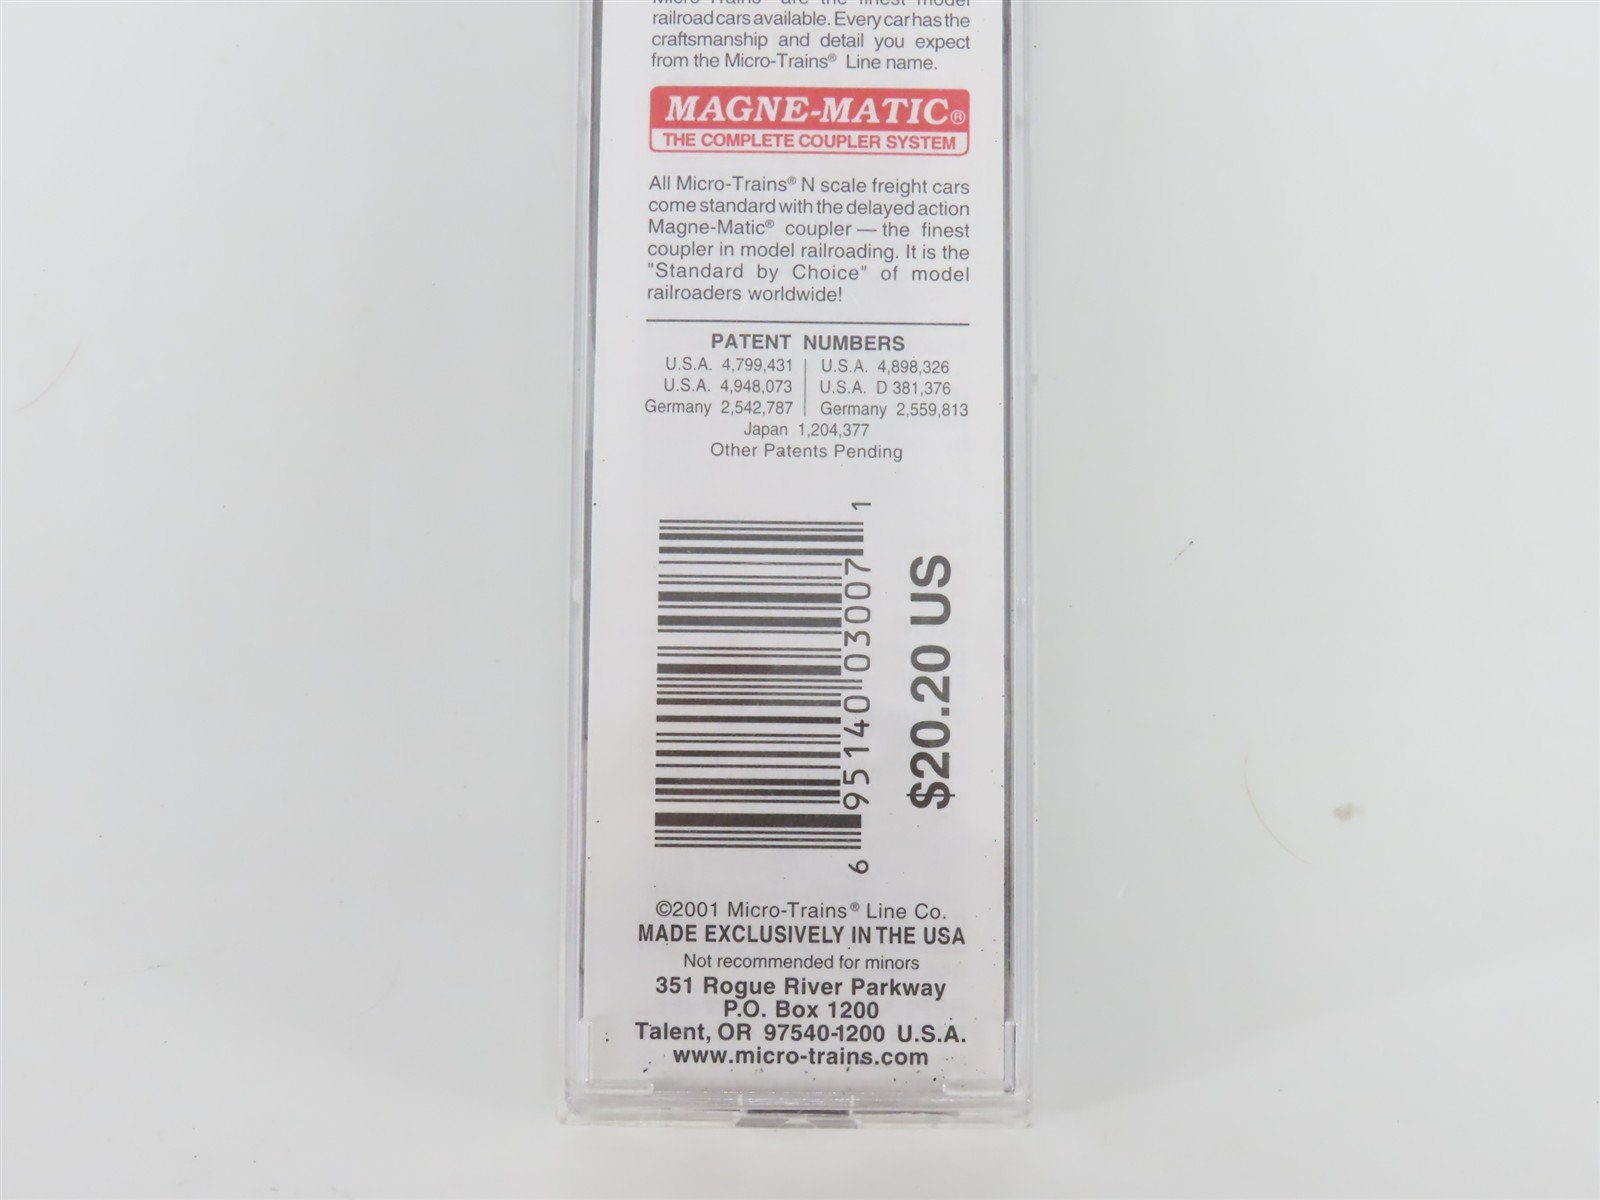 Micro-Trains® are the finest model
railroad cars available. Every car has the
craftsmanship and detail you expect
from the Micro-Trains® Line name.
MAGNE-MATIC®
THE COMPLETE COUPLER SYSTEM
All Micro-Trains® N scale freight cars
come standard with the delayed action
Magne-Matic® coupler — the finest
coupler in model railroading. It is the
"Standard by Choice" of model
railroaders worldwide!
PATENT NUMBERS
U.S.A. 4,799,431 | U.S.A. 4,898,326
U.S.A. 4,948,073 | U.S.A. D 381,376
Germany 2,542,787 | Germany 2,559,813
Japan 1,204,377
Other Patents Pending
6 95140 03007 1
$20.20 US
©2001 Micro-Trains® Line Co.
MADE EXCLUSIVELY IN THE USA
Not recommended for minors
351 Rogue River Parkway
P.O. Box 1200
Talent, OR 97540-1200 U.S.A.
www.micro-trains.com